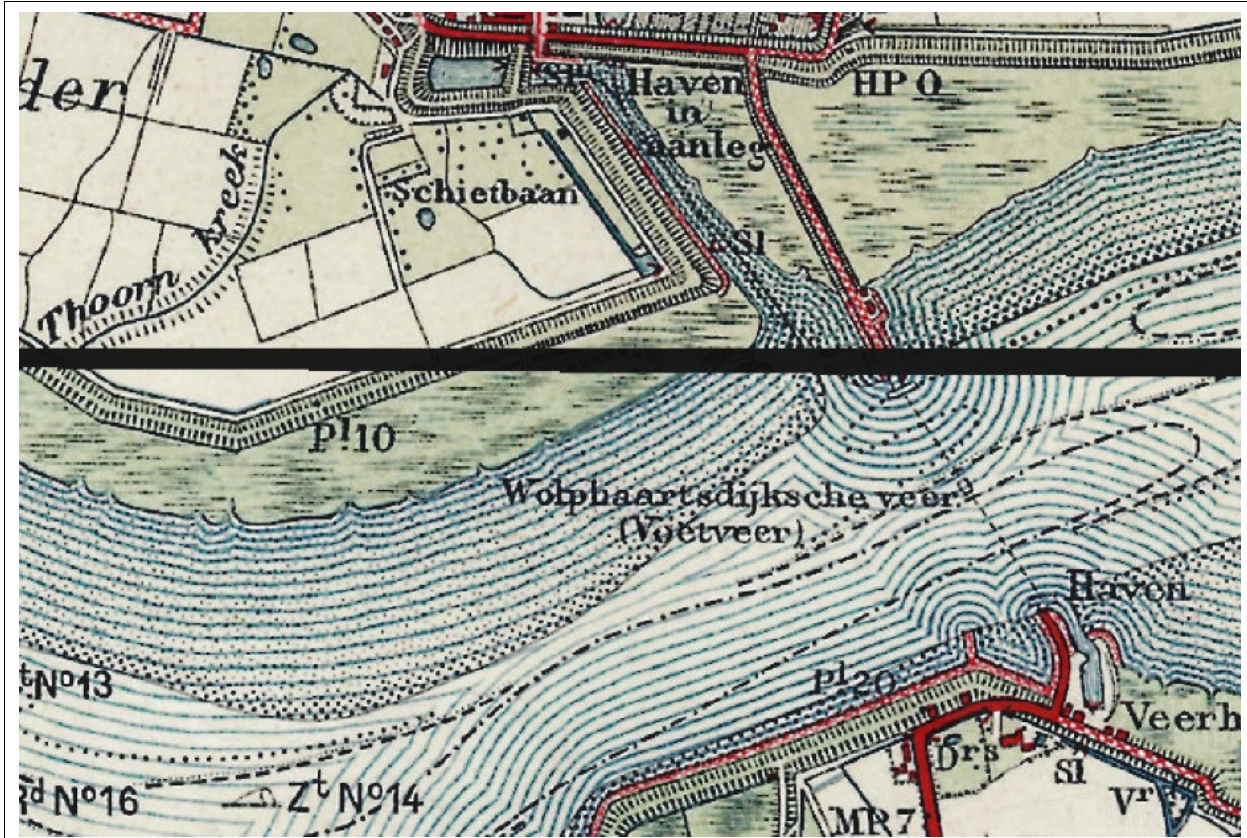 der
Sl
Haven
in
aanleg
HP 0
Schietbaan
Sl
Thoorn kreek
pl 10
Wolphaartsdijksche veer
(Voetveer)
Haven
t No 13
pl 20
Veerh
Drs
Sl
Vr
d No 16
Zt No 14
MR 7